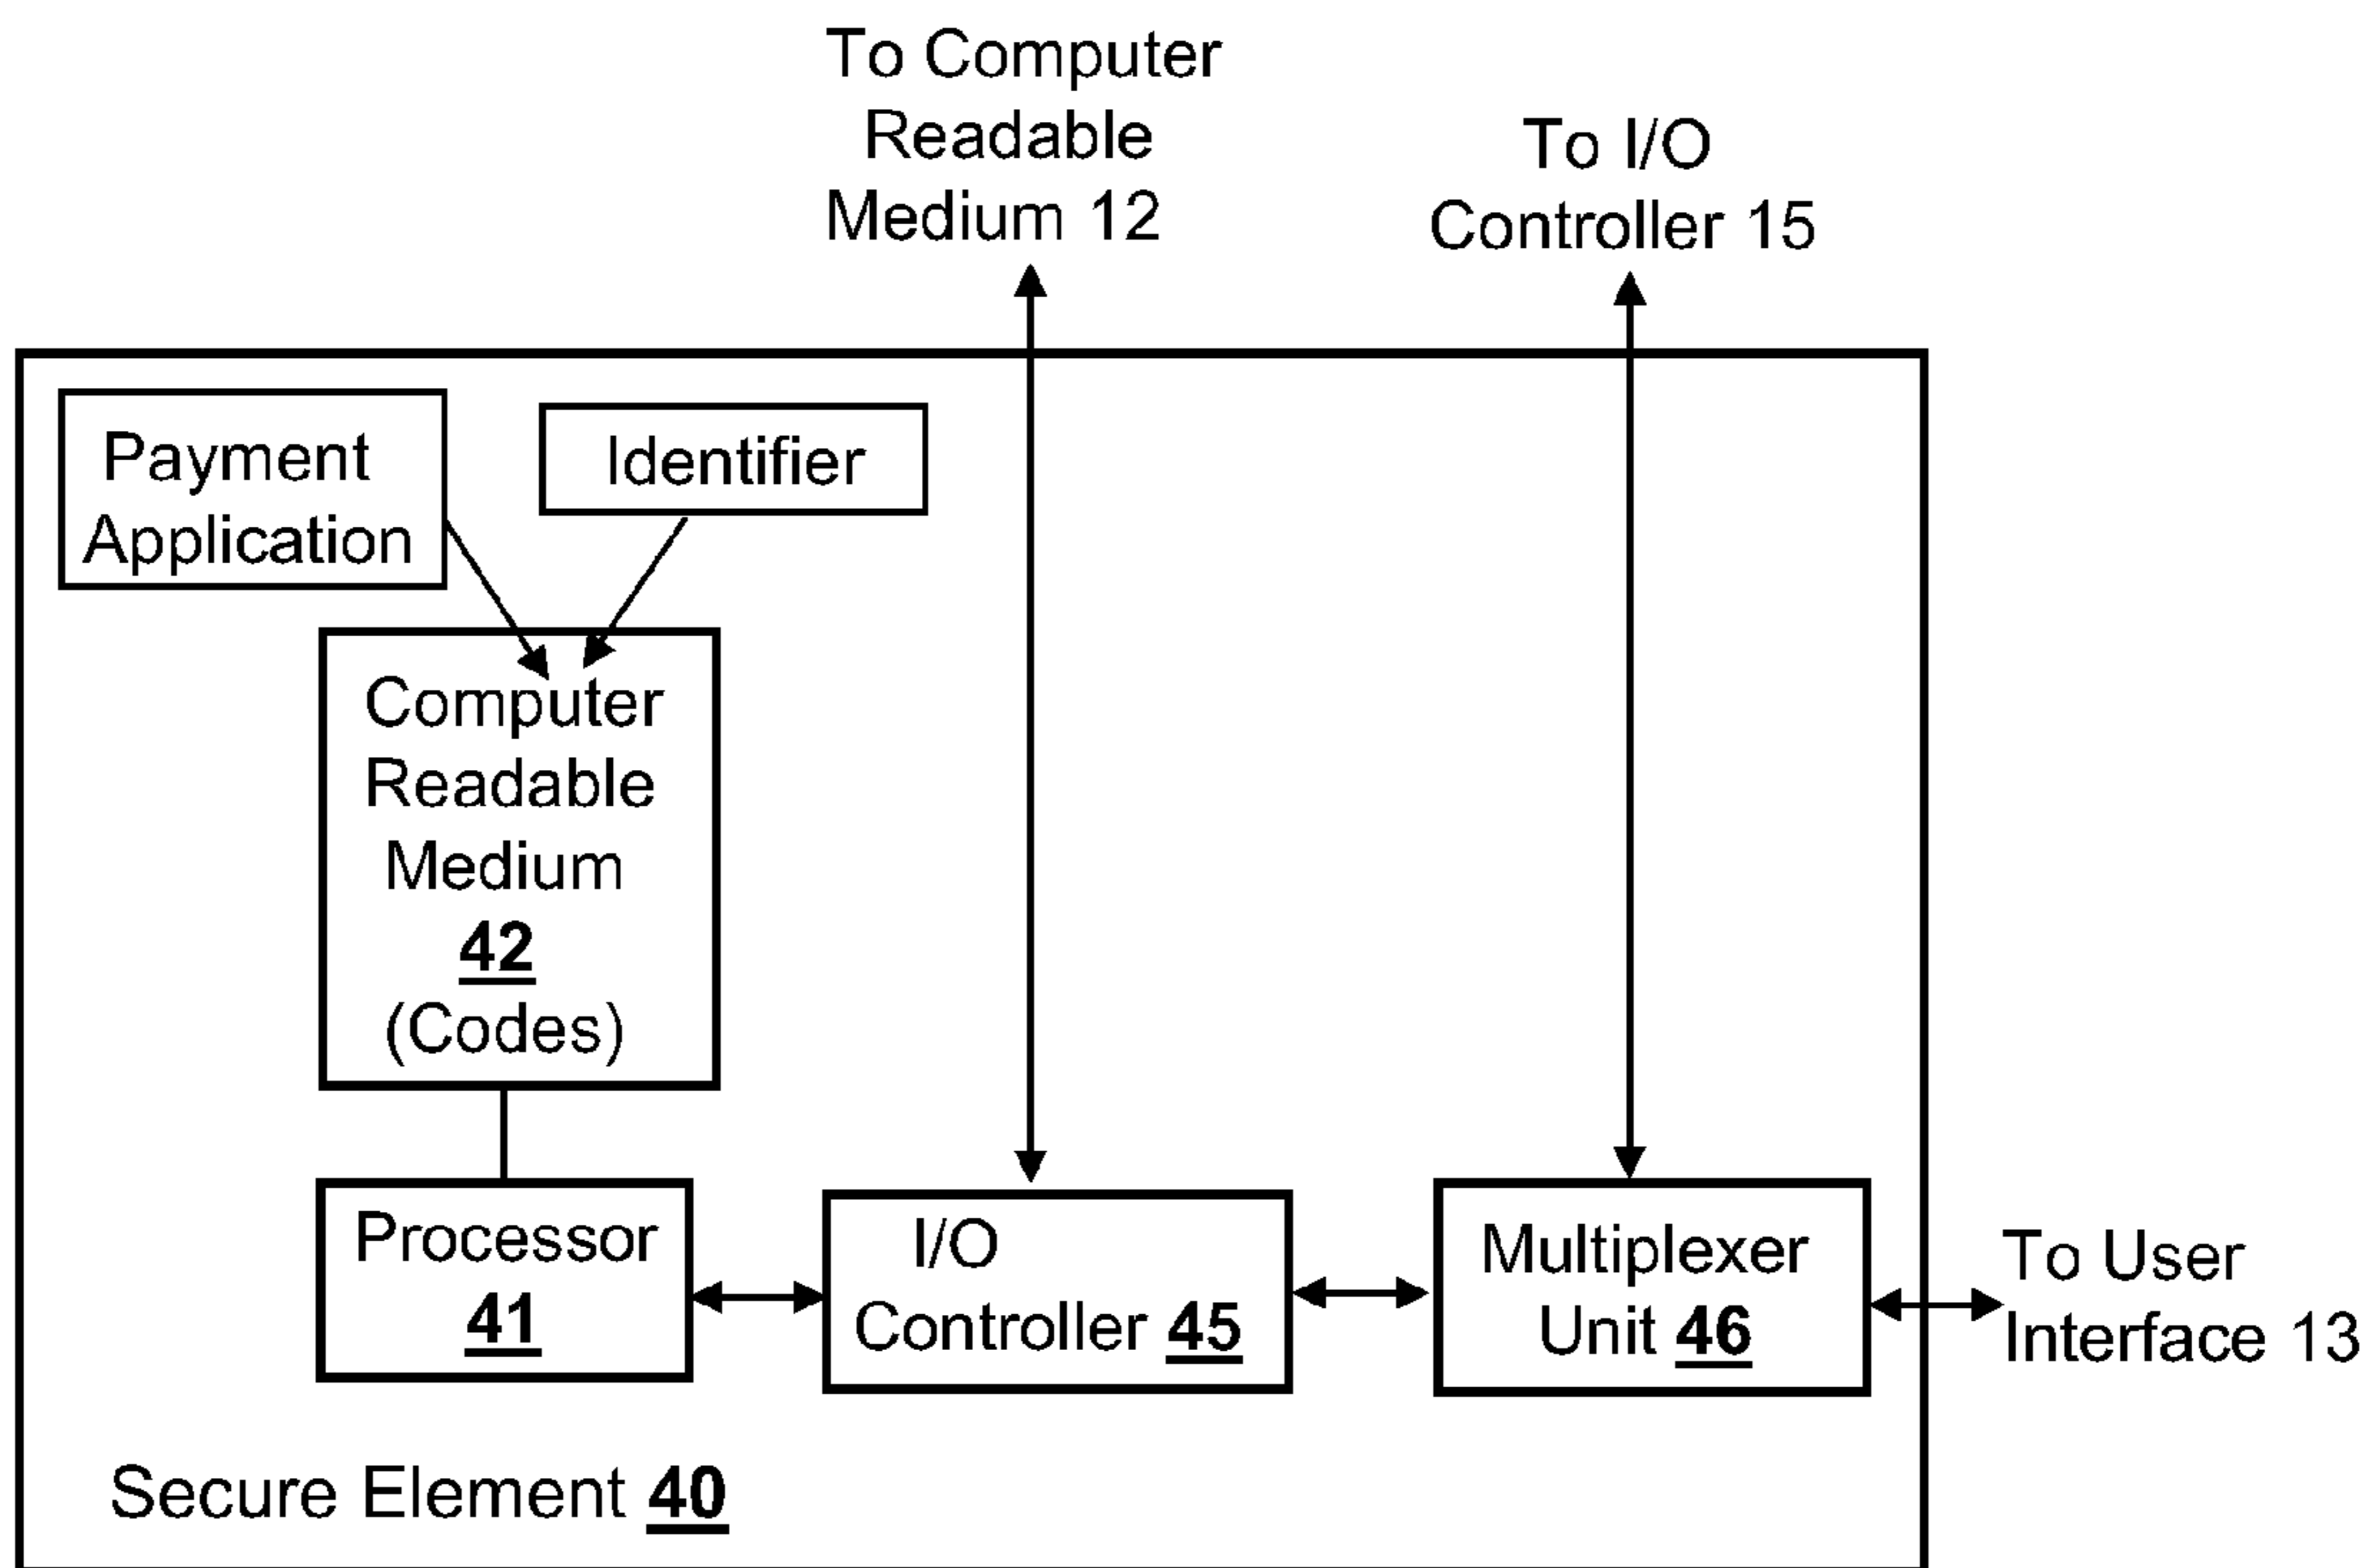 To Computer
Readable
Medium 12
To I/O
Controller 15
Payment
Application
Identifier
Computer
Readable
Medium
42
(Codes)
Processor
41
I/O
Controller 45
Multiplexer
Unit 46
To User
Interface 13
Secure Element 40